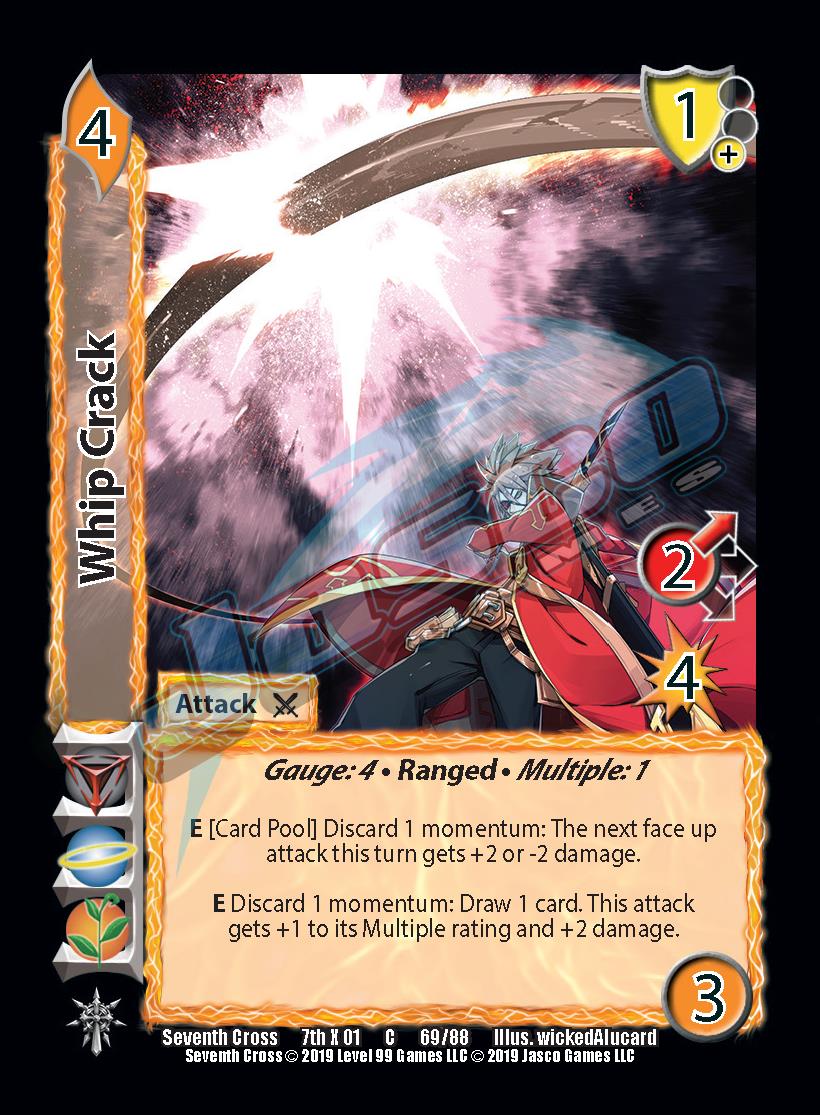 4
1
+
Whip Crack
JASCO
GAMES
2
4
Attack
Gauge: 4 • Ranged • Multiple: 1
E [Card Pool] Discard 1 momentum: The next face up
attack this turn gets +2 or -2 damage.
E Discard 1 momentum: Draw 1 card. This attack
gets +1 to its Multiple rating and +2 damage.
3
Seventh Cross 7th X 01 C 69/88 Illus. wickedAlucard
Seventh Cross © 2019 Level 99 Games LLC © 2019 Jasco Games LLC